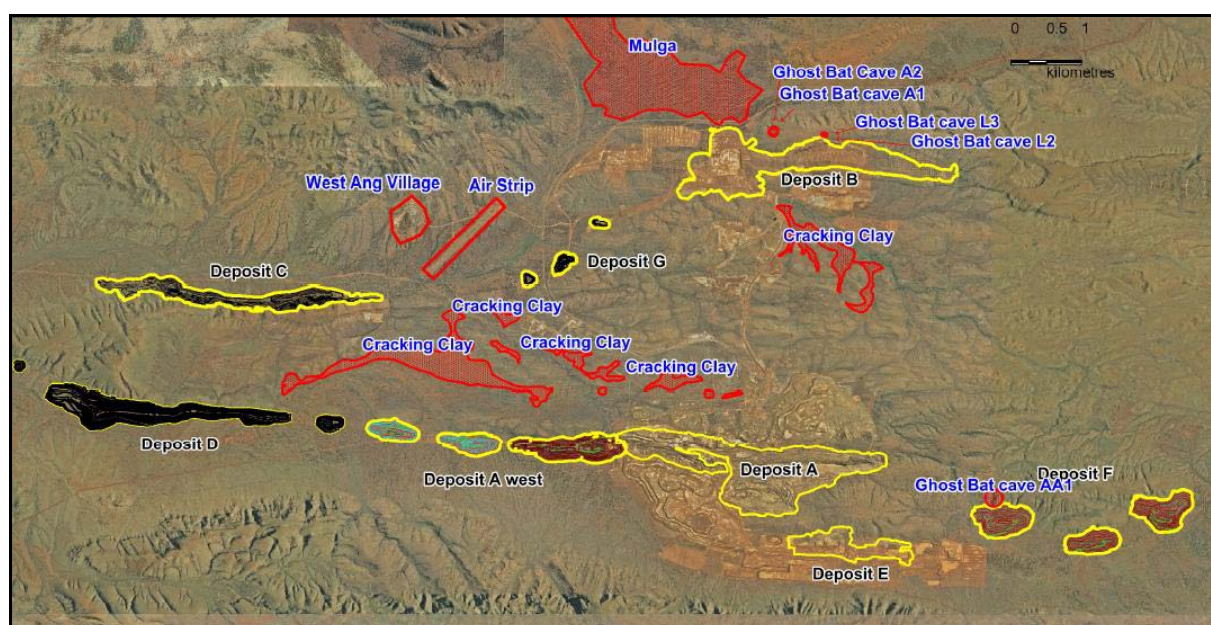 0 0.5 1
kilometres
Mulga
Ghost Bat Cave A2
Ghost Bat cave A1
Ghost Bat cave L3
Ghost Bat cave L2
Deposit B
West Ang Village
Air Strip
Cracking Clay
Deposit C
Deposit G
Cracking Clay
Cracking Clay
Cracking Clay
Cracking Clay
Deposit D
Deposit A west
Deposit A
Deposit F
Ghost Bat cave AA1
Deposit E